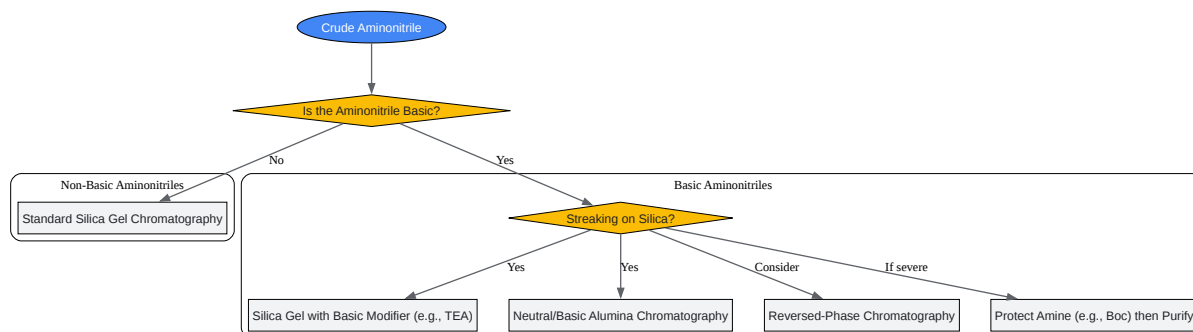 Crude Aminonitrile
Is the Aminonitrile Basic?
No
Yes
Non-Basic Aminonitriles
Basic Aminonitriles
Standard Silica Gel Chromatography
Streaking on Silica?
Yes
Yes
Consider
If severe
Silica Gel with Basic Modifier (e.g., TEA)
Neutral/Basic Alumina Chromatography
Reversed-Phase Chromatography
Protect Amine (e.g., Boc) then Purify